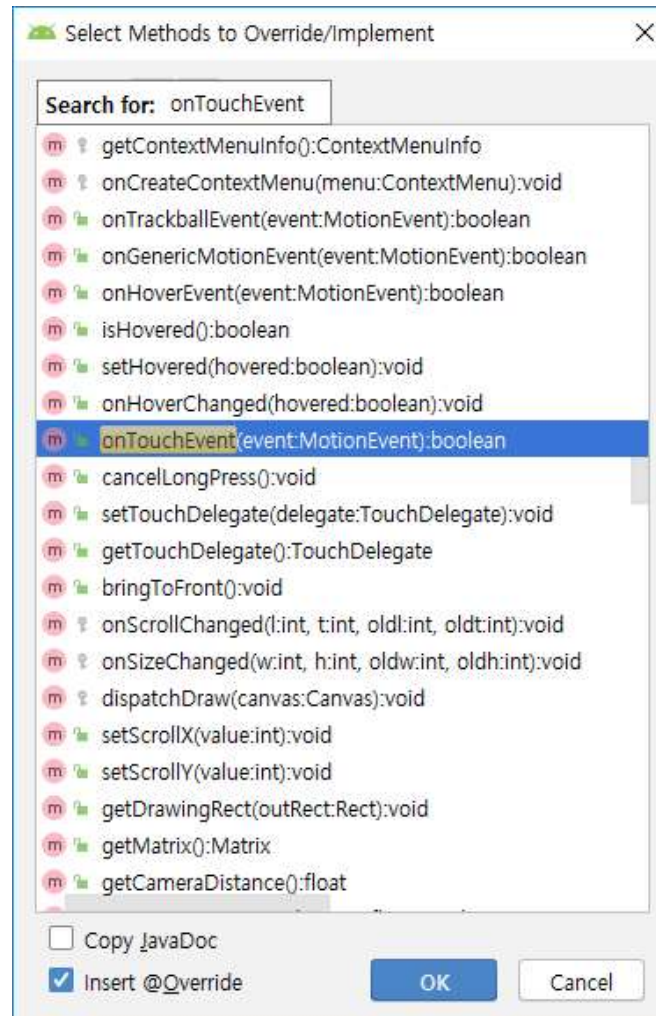 Select Methods to Override/Implement
Search for: onTouchEvent
getContextMenuInfo():ContextMenuInfo
onCreateContextMenu(menu:ContextMenu):void
onTrackballEvent(event:MotionEvent):boolean
onGenericMotionEvent(event:MotionEvent):boolean
onHoverEvent(event:MotionEvent):boolean
isHovered():boolean
setHovered(hovered:boolean):void
onHoverChanged(hovered:boolean):void
onTouchEvent(event:MotionEvent):boolean
cancelLongPress():void
setTouchDelegate(delegate:TouchDelegate):void
getTouchDelegate():TouchDelegate
bringToFront():void
onScrollChanged(l:int, t:int, oldl:int, oldt:int):void
onSizeChanged(w:int, h:int, oldw:int, oldh:int):void
dispatchDraw(canvas:Canvas):void
setScrollX(value:int):void
setScrollY(value:int):void
getDrawingRect(outRect:Rect):void
getMatrix():Matrix
getCameraDistance():float
Copy JavaDoc
Insert @Override
OK
Cancel